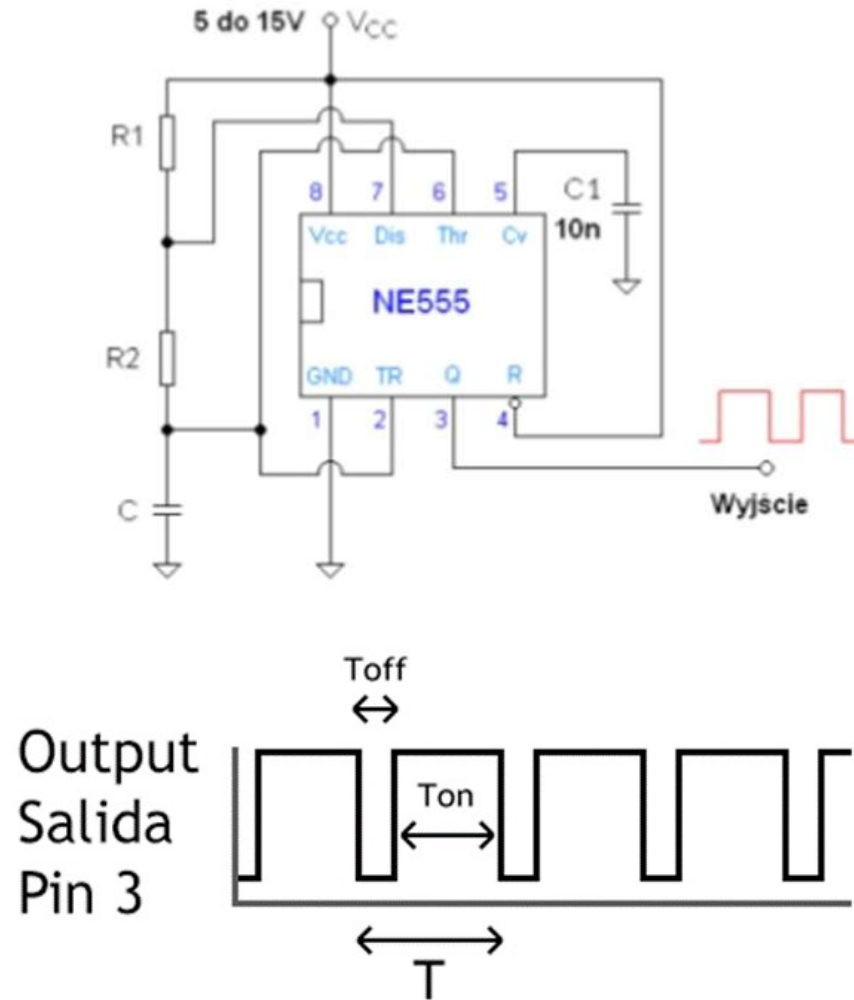 5 do 15V V_CC
R1
8 7 6 5 C1
Vcc Dis Thr Cv 10n
NE555
R2
GND TR Q R
1 2 3 4
C
Wyjście
Toff
Output
Salida
Pin 3
Ton
T